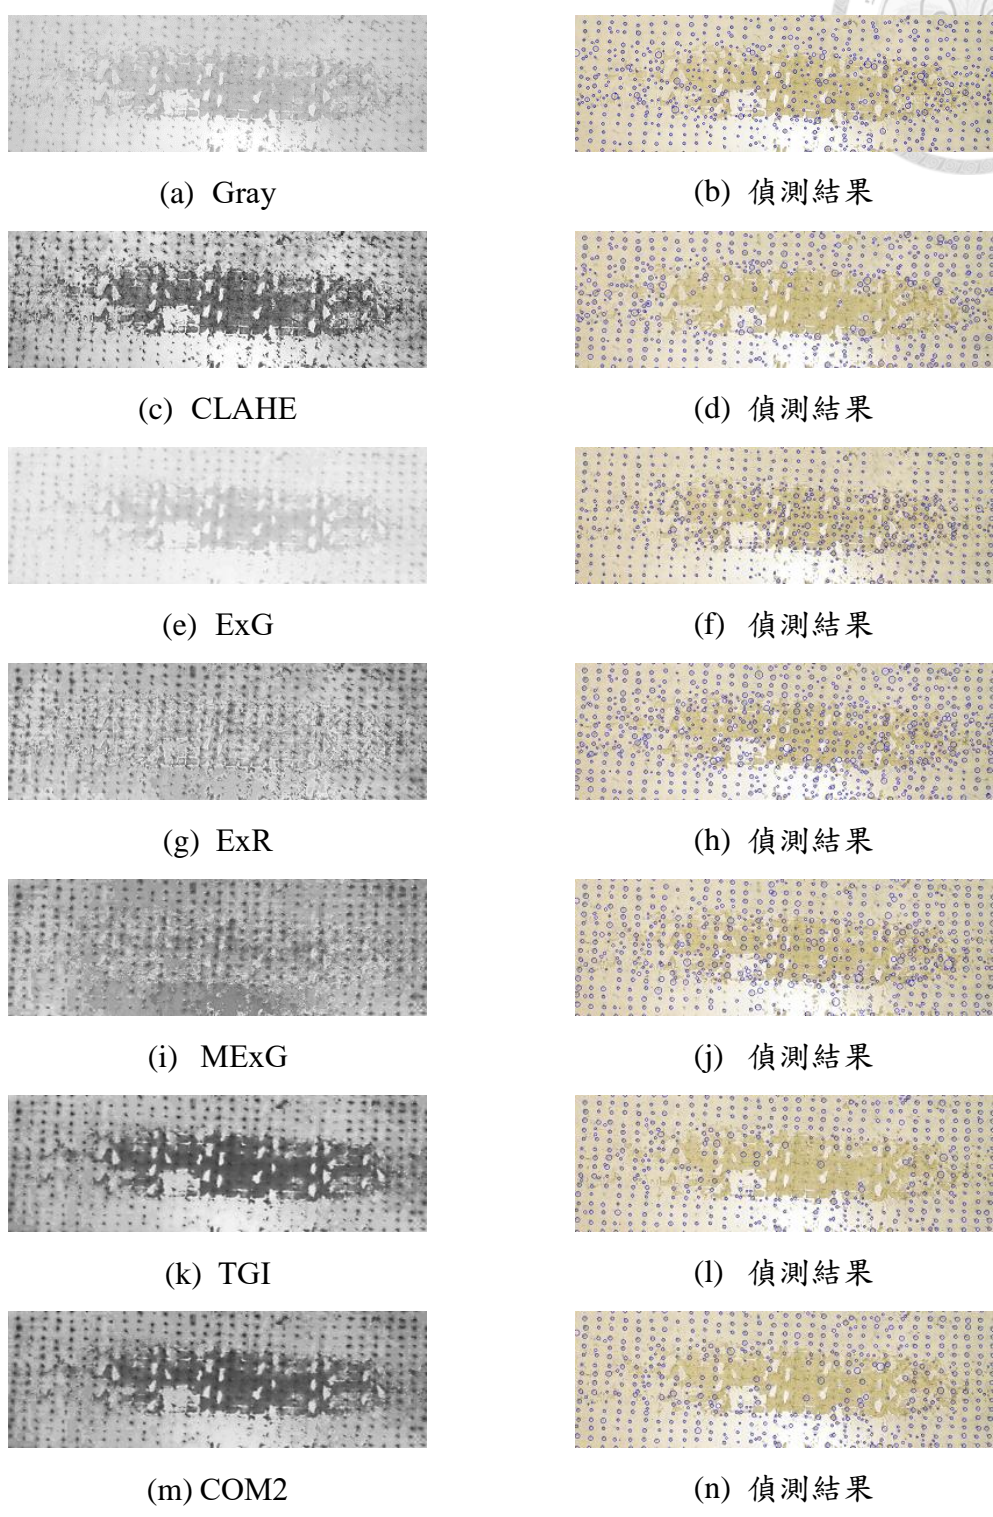 (a) Gray
(b) 偵測結果
(c) CLAHE
(d) 偵測結果
(e) ExG
(f) 偵測結果
(g) ExR
(h) 偵測結果
(i) MExG
(j) 偵測結果
(k) TGI
(l) 偵測結果
(m) COM2
(n) 偵測結果